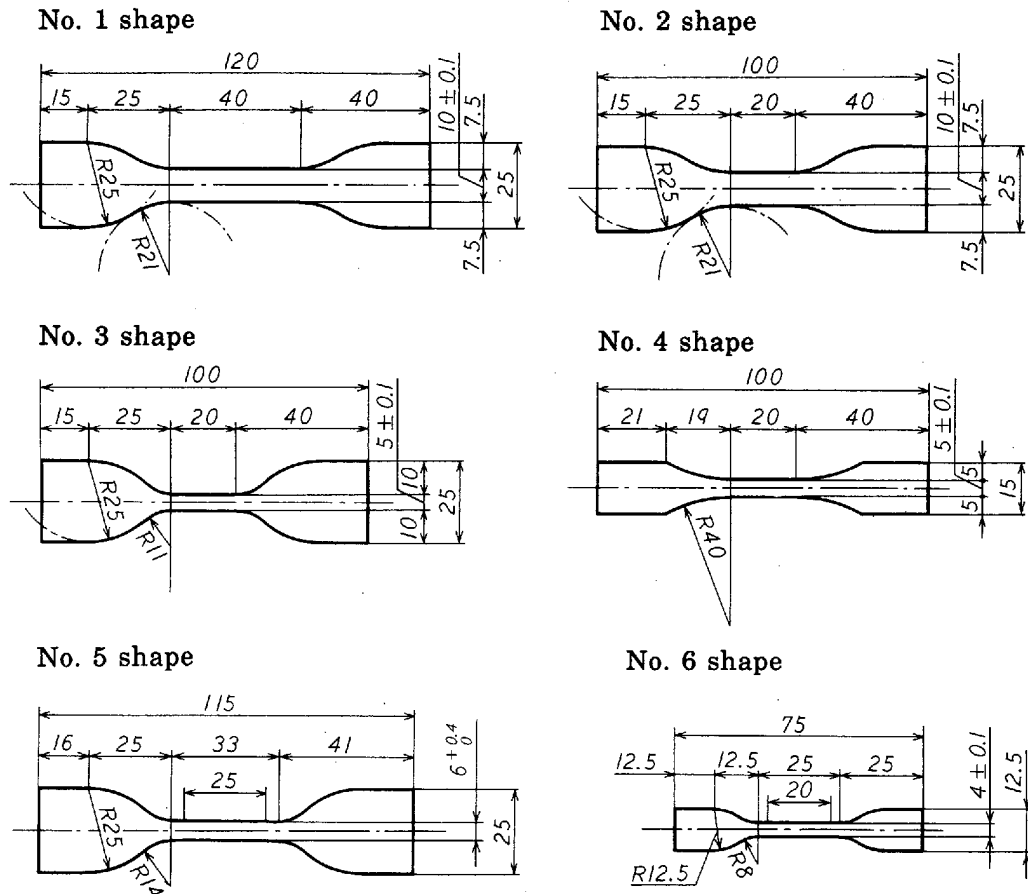 No. 1 shape
120
15 25 40 40
10±0.1
7.5
25
7.5
R25
R21
No. 2 shape
100
15 25 20 40
10±0.1
7.5
25
7.5
R25
R21
No. 3 shape
100
15 25 20 40
5±0.1
10
25
10
R25
R11
No. 4 shape
100
21 19 20 40
5±0.1
5
15
5
R40
No. 5 shape
115
16 25 33 41
25
6 +0.4 0
25
R25
R14
No. 6 shape
75
12.5 12.5 25 25
20
4±0.1
12.5
R12.5
R8